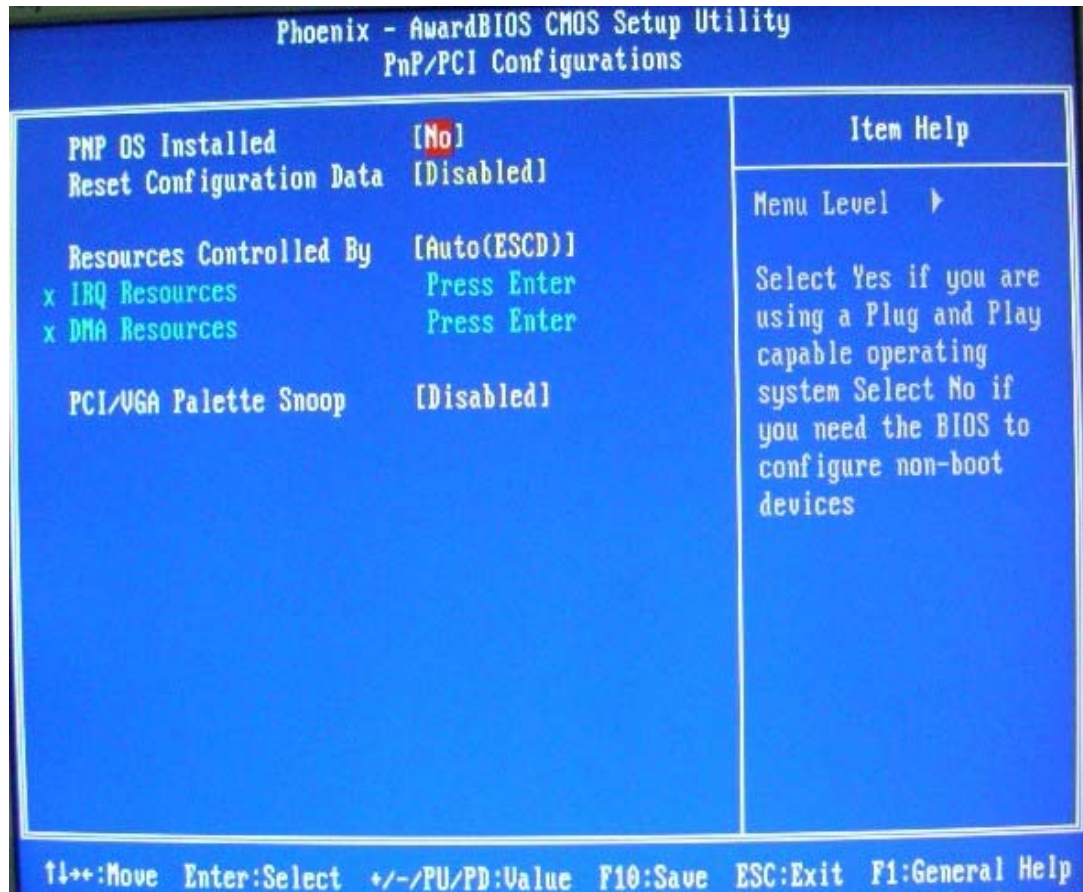 Phoenix - AwardBIOS CMOS Setup Utility
PnP/PCI Configurations
PNP OS Installed [No]
Reset Configuration Data [Disabled]
Resources Controlled By [Auto(ESCD)]
x IRQ Resources Press Enter
x DMA Resources Press Enter
PCI/VGA Palette Snoop [Disabled]
Item Help
Menu Level ▶
Select Yes if you are
using a Plug and Play
capable operating
system Select No if
you need the BIOS to
configure non-boot
devices
↑↓→←:Move Enter:Select +/-/PU/PD:Value F10:Save ESC:Exit F1:General Help